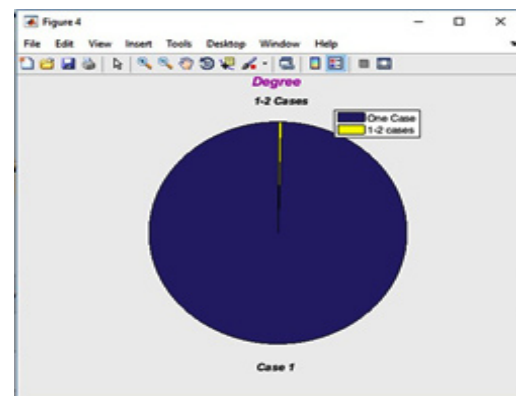 Figure 4
File Edit View Insert Tools Desktop Window Help
Degree
1-2 Cases
One Case
1-2 cases
Case 1